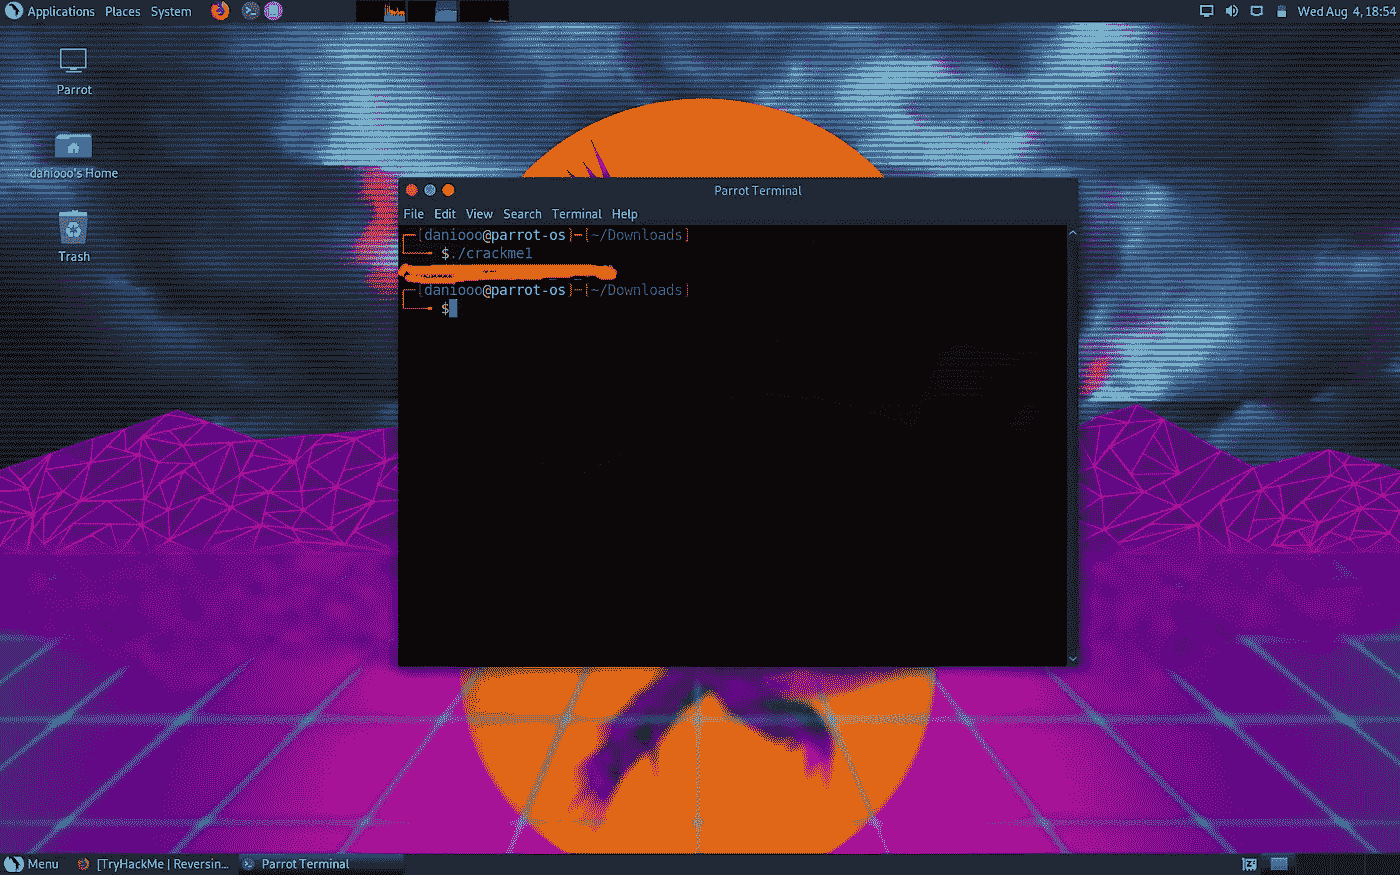 Applications Places System
Wed Aug 4, 18:54
Parrot
daniooo's Home
Trash
Parrot Terminal
File Edit View Search Terminal Help
[daniooo@parrot-os]─[~/Downloads]
$./crackme1
[daniooo@parrot-os]─[~/Downloads]
$
Menu [TryHackMe | Reversin... Parrot Terminal